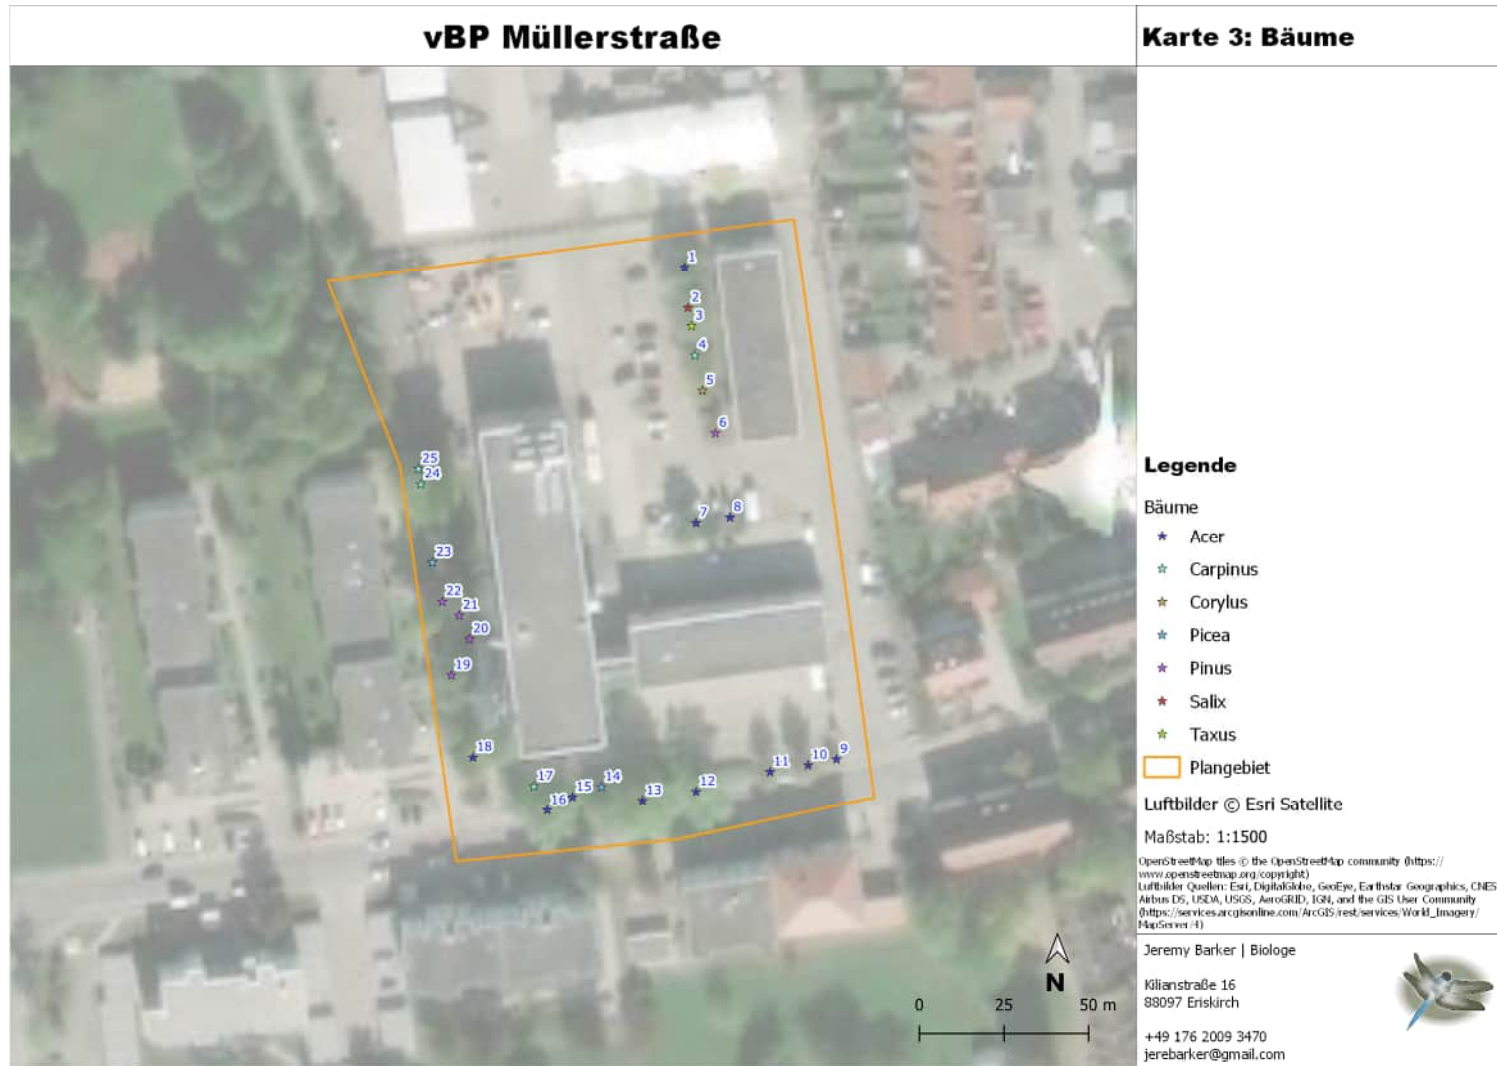 vBP Müllerstraße
Karte 3: Bäume
1
2
3
4
5
6
7
8
9
10
11
12
13
14
15
16
17
18
19
20
21
22
23
24
25
Legende
Bäume
Acer
Carpinus
Corylus
Picea
Pinus
Salix
Taxus
Plangebiet
Luftbilder © Esri Satellite
Maßstab: 1:1500
OpenStreetMap tiles © the OpenStreetMap community (https://
www.openstreetmap.org/copyright)
Luftbilder Quellen: Esri, DigitalGlobe, GeoEye, Earthstar Geographics, CNES
Airbus DS, USDA, USGS, AeroGRID, IGN, and the GIS User Community
(https://services.arcgisonline.com/ArcGIS/rest/services/World_Imagery/
MapServer/4)
N
0 25 50 m
Jeremy Barker | Biologe
Kilianstraße 16
88097 Eriskirch
+49 176 2009 3470
jerebarker@gmail.com